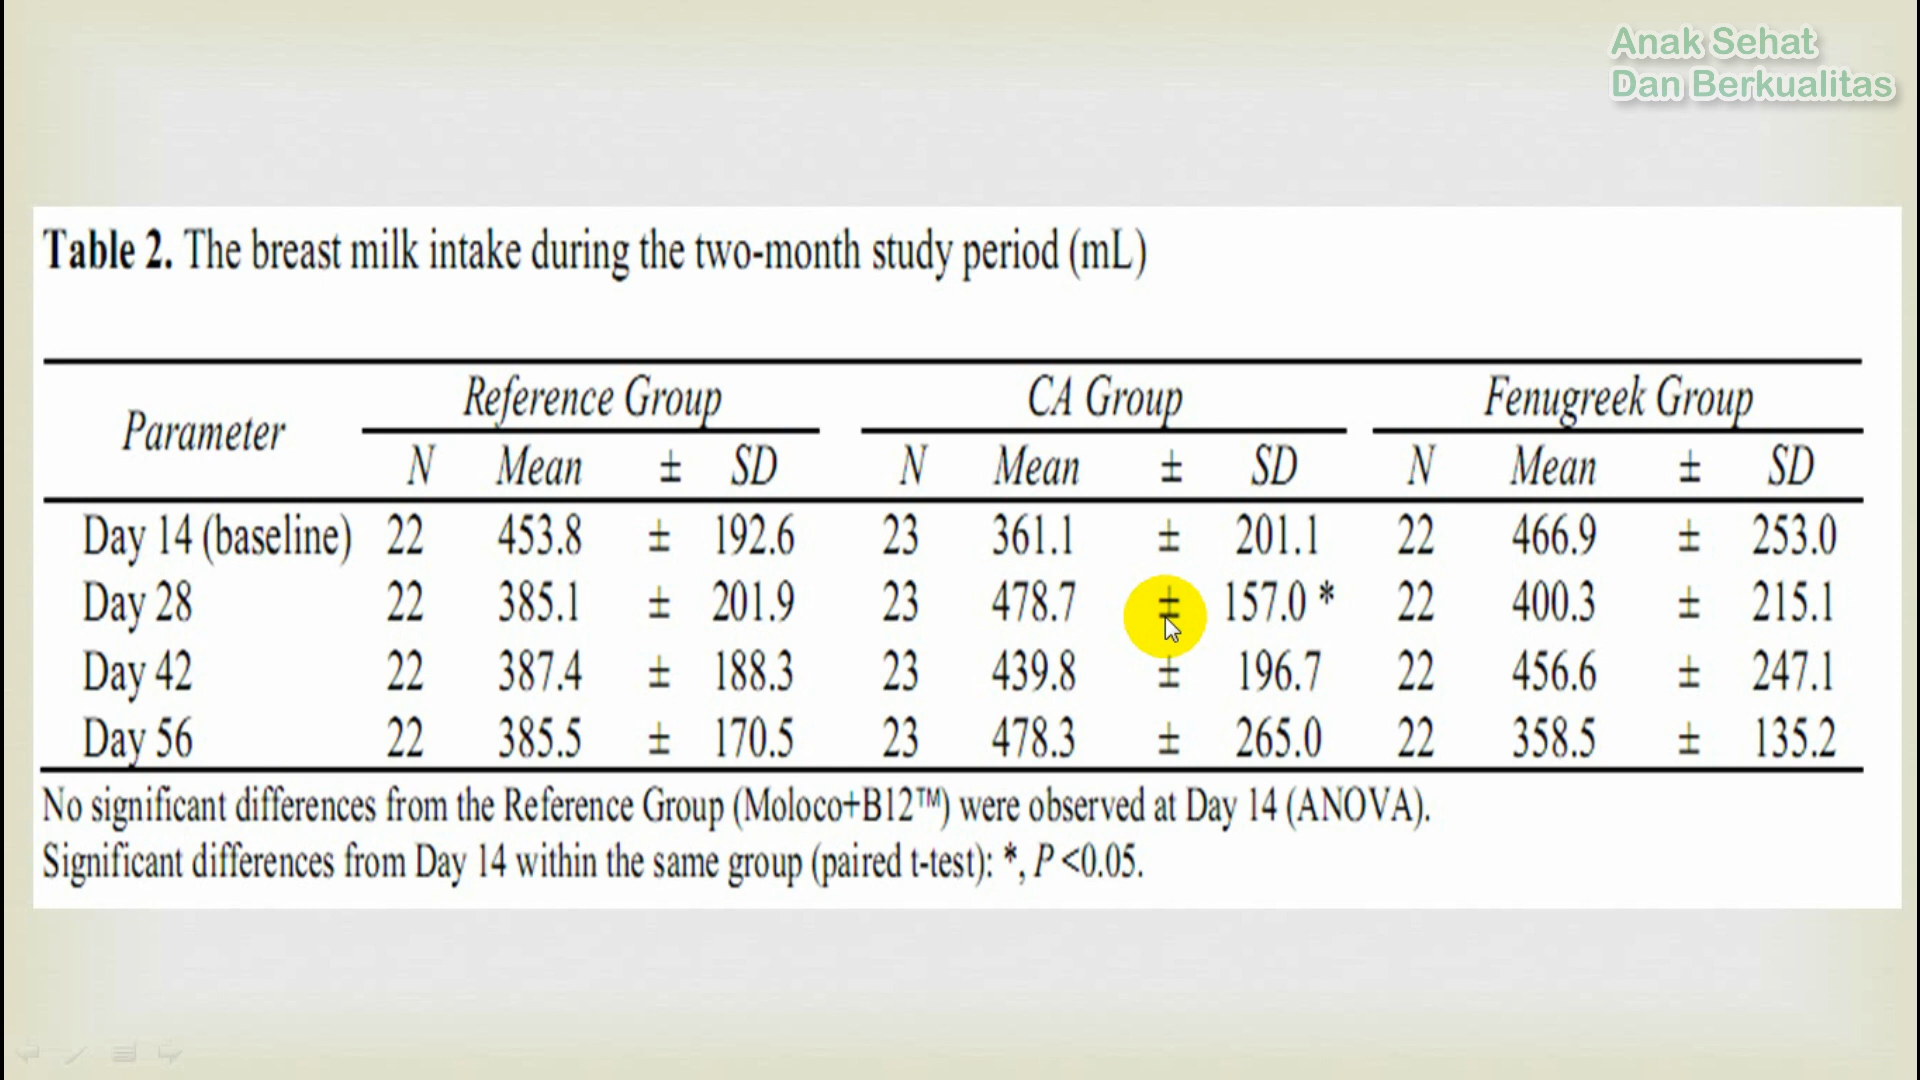 Anak Sehat
Dan Berkualitas
Table 2. The breast milk intake during the two-month study period (mL)
Parameter Reference Group CA Group Fenugreek Group
N Mean ± SD N Mean ± SD N Mean ± SD
Day 14 (baseline) 22 453.8 ± 192.6 23 361.1 ± 201.1 22 466.9 ± 253.0
Day 28 22 385.1 ± 201.9 23 478.7 ± 157.0 * 22 400.3 ± 215.1
Day 42 22 387.4 ± 188.3 23 439.8 ± 196.7 22 456.6 ± 247.1
Day 56 22 385.5 ± 170.5 23 478.3 ± 265.0 22 358.5 ± 135.2
No significant differences from the Reference Group (Moloco+B12™) were observed at Day 14 (ANOVA).
Significant differences from Day 14 within the same group (paired t-test): *, P <0.05.